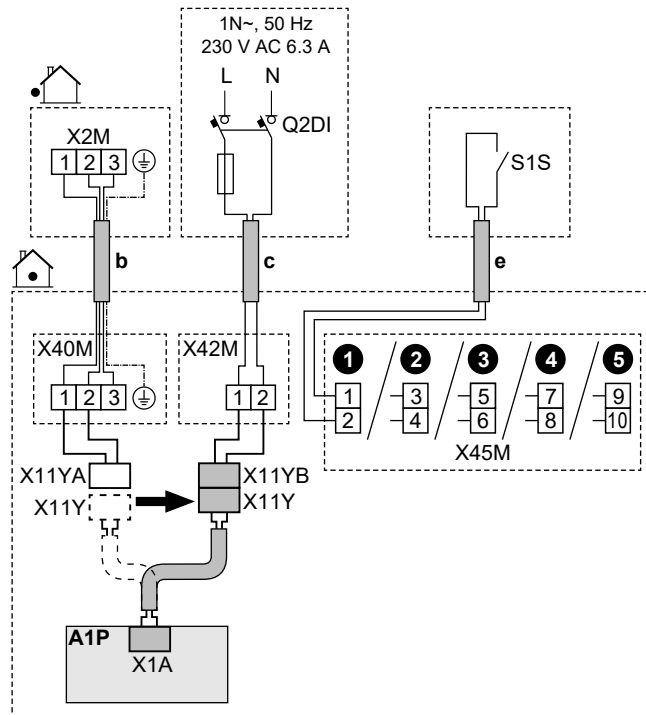 1N~, 50 Hz
230 V AC 6.3 A
L N
Q2DI
X2M
1 2 3
S1S
b
c
e
X40M
1 2 3
X42M
1 2
1 2 3 4 5
1 3 5 7 9
2 4 6 8 10
X45M
X11YA
X11YB
X11Y
X11Y
A1P
X1A